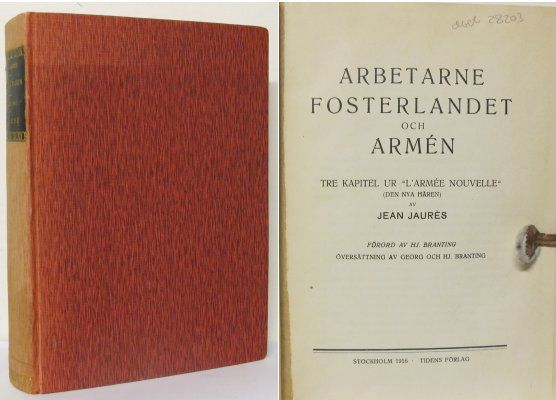 28203
ARBETARNE
FOSTERLANDET
OCH
ARMÉN
TRE KAPITEL UR "L'ARMÉE NOUVELLE"
(DEN NYA HÄREN)
AV
JEAN JAURÈS
FÖRORD AV HJ. BRANTING
ÖVERSÄTTNING AV GEORG OCH HJ. BRANTING
STOCKHOLM 1916 · TIDENS FÖRLAG